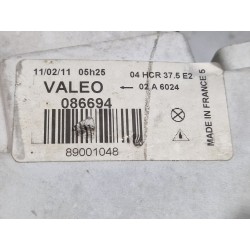 11/02/11 05h25 04 HCR 37.5 E2
VALEO ← 02 A 6024
086694
89001048
MADE IN FRANCE 5